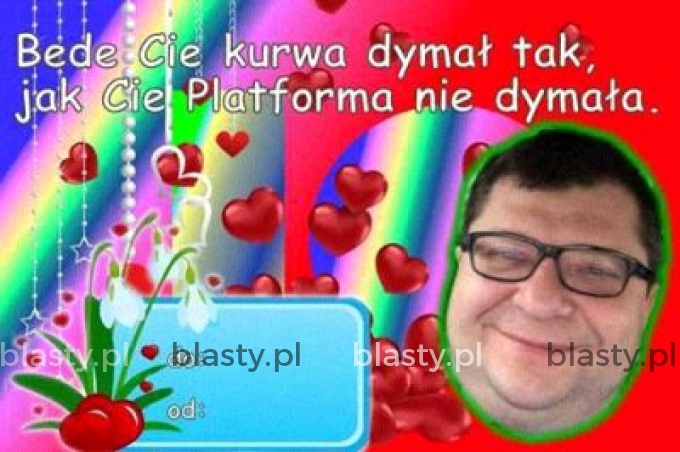 Bede Cie kurwa dymał tak,
jak Cie Platforma nie dymała.
blasty.pl blasty.pl blasty.pl blasty.pl
do:
od: